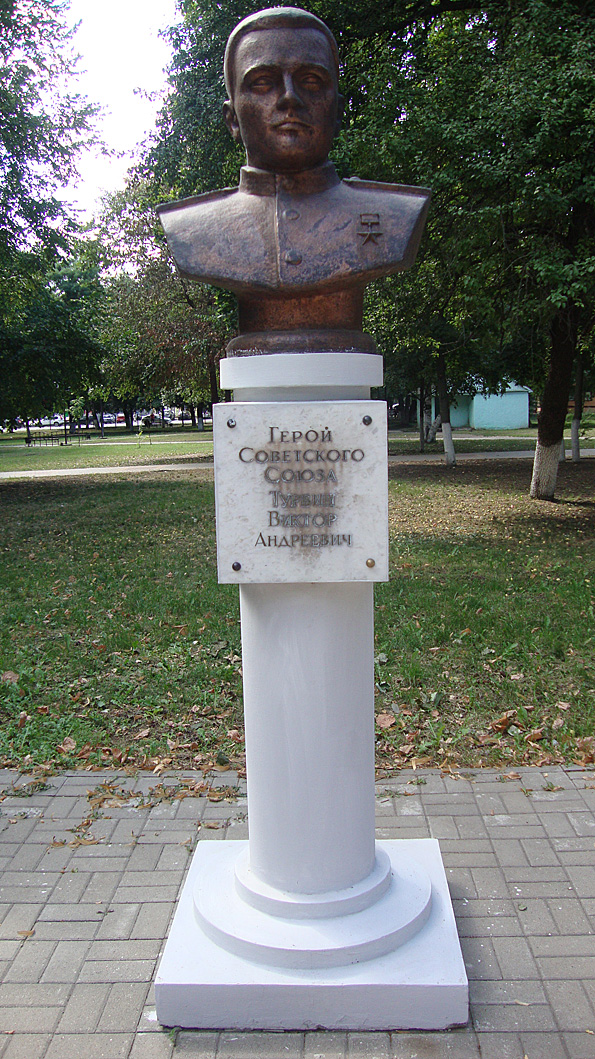 Герой
Советского
Союза
Турбин
Виктор
Андреевич